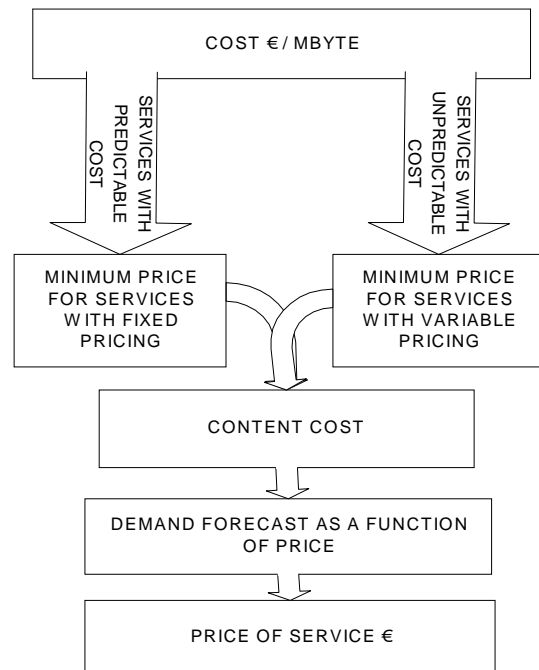 COST €/ MBYTE
SERVICES WITH
PREDICTABLE
COST
SERVICES WITH
UNPREDICTABLE
COST
MINIMUM PRICE
FOR SERVICES
WITH FIXED
PRICING
MINIMUM PRICE
FOR SERVICES
WITH VARIABLE
PRICING
CONTENT COST
DEMAND FORECAST AS A FUNCTION
OF PRICE
PRICE OF SERVICE €